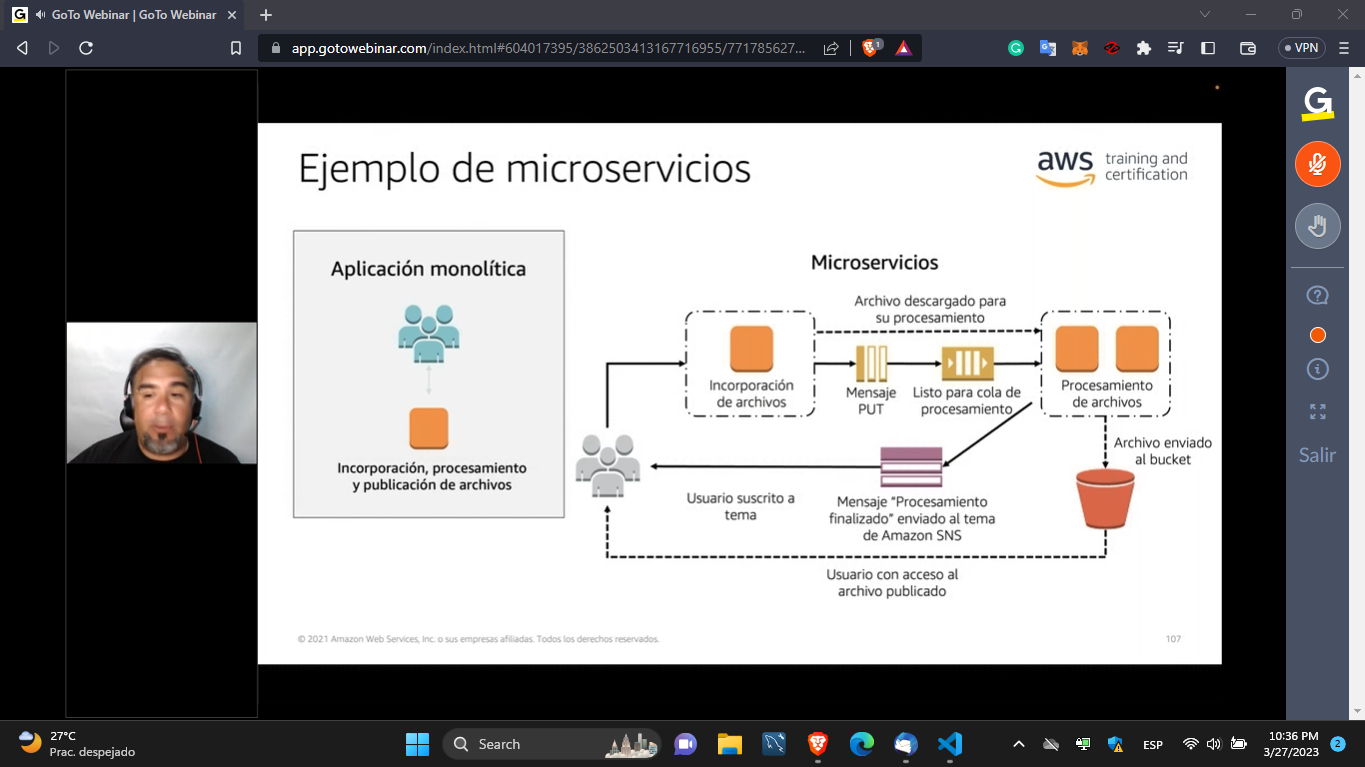 GoTo Webinar | GoTo Webinar
app.gotowebinar.com/index.html#604017395/3862503413167716955/771785627...
1
VPN
Ejemplo de microservicios
aws training and
certification
Aplicación monolítica
Incorporación, procesamiento
y publicación de archivos
Microservicios
Archivo descargado para
su procesamiento
Incorporación
de archivos
Mensaje
PUT
Listo para cola de
procesamiento
Procesamiento
de archivos
Archivo enviado
al bucket
Usuario suscrito a
tema
Mensaje "Procesamiento
finalizado" enviado al tema
de Amazon SNS
Usuario con acceso al
archivo publicado
© 2021 Amazon Web Services, Inc. o sus empresas afiliadas. Todos los derechos reservados.
107
G
Salir
27°C
Prac. despejado
Search
ESP
10:36 PM
3/27/2023
2